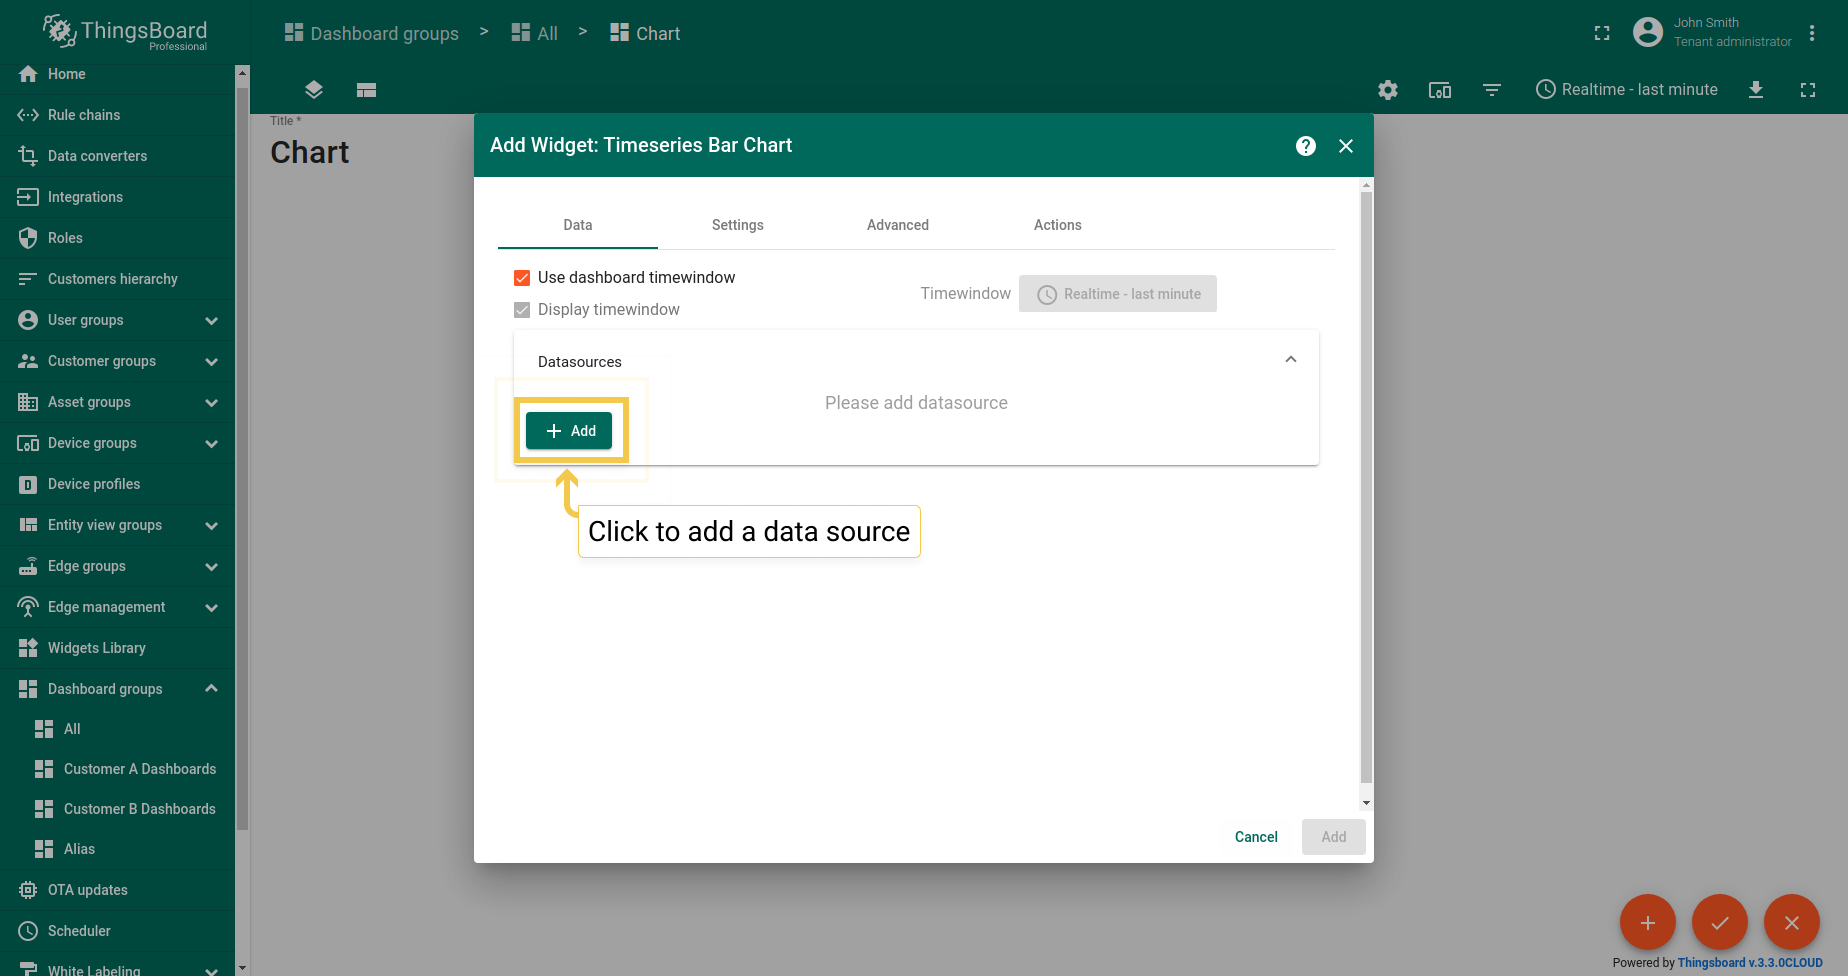 ThingsBoard
Professional
Dashboard groups > All > Chart
John Smith
Tenant administrator
Home
Rule chains
Data converters
Integrations
Roles
Customers hierarchy
User groups
Customer groups
Asset groups
Device groups
Device profiles
Entity view groups
Edge groups
Edge management
Widgets Library
Dashboard groups
All
Customer A Dashboards
Customer B Dashboards
Alias
OTA updates
Scheduler
White Labeling
Realtime - last minute
Title *
Chart
Add Widget: Timeseries Bar Chart
Data Settings Advanced Actions
Use dashboard timewindow
Display timewindow
Timewindow Realtime - last minute
Datasources
Please add datasource
+ Add
Click to add a data source
Cancel Add
Powered by Thingsboard v.3.3.0CLOUD